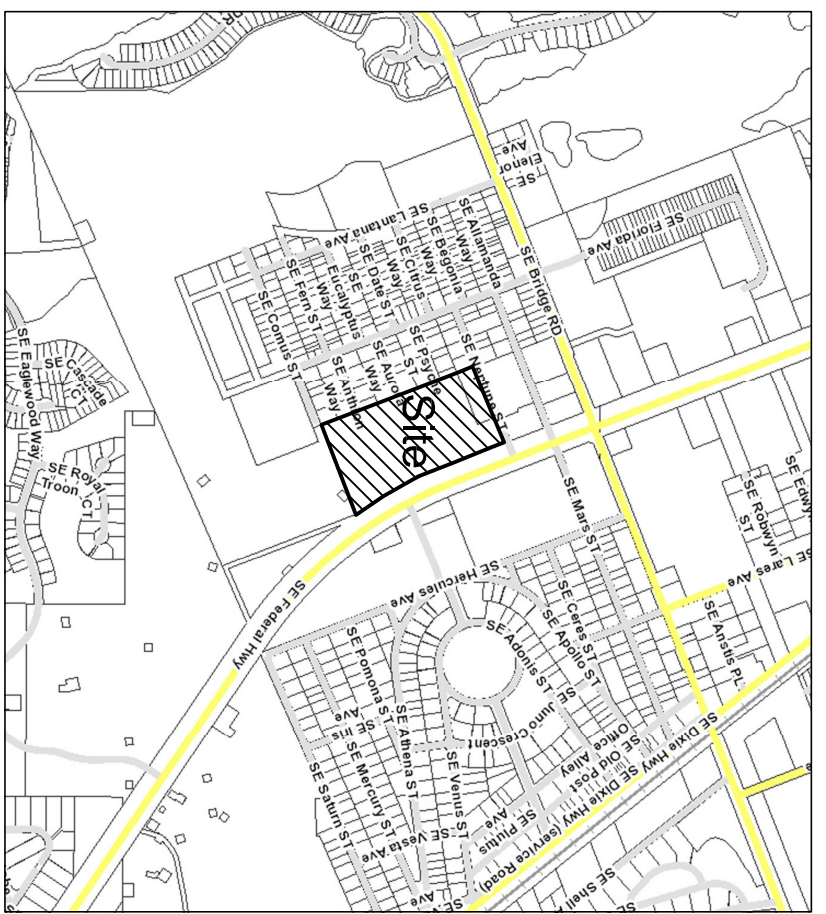 SE
Elenor
Ave
SE Lantana Ave
SE Allamanda
Way
SE Begonia
Way
SE Citrus
Way
SE Date ST
SE
Eucalyptus
Way
SE Fern ST
SE Comus ST
SE Florida Ave
SE Bridge RD
SE Neptune ST
SE Psyche
ST
SE Aurora
Way
SE Anthron
Way
Site
SE Cascade
CT
SE Eaglewood Way
SE Royal
Troon CT
SE Mars ST
SE Robwyn
ST
SE Lares Ave
SE Anstis PL
SE Hercules Ave
SE Federal Hwy
SE Ceres ST
SE Apollo ST
SE Adonis ST
SE Juno Crescent
SE Pomona ST
SE Iris
Ave
SE Athena ST
SE Mercury ST
SE Venus ST
SE Saturn ST
SE Vesta Ave
SE Plutus
Ave
SE Old Post
Office Alley
SE Dixie Hwy
SE Dixie Hwy (service Road)
SE Shell
Ave